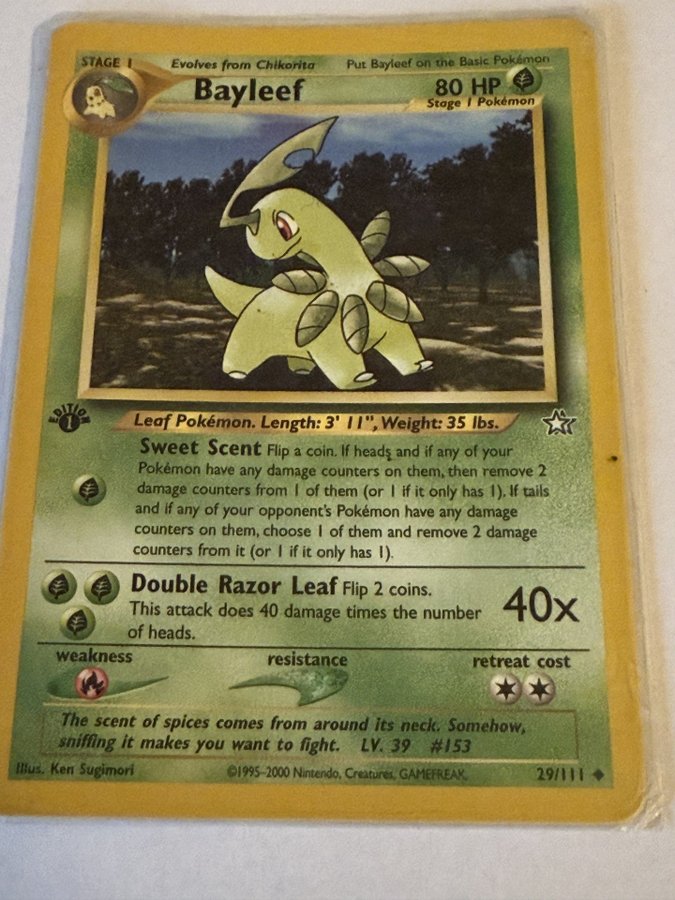 STAGE 1 Evolves from Chikorita Put Bayleef on the Basic Pokémon
Bayleef 80 HP
Stage 1 Pokémon
EDITION
1
Leaf Pokémon. Length: 3' 11", Weight: 35 lbs.
Sweet Scent Flip a coin. If heads and if any of your
Pokémon have any damage counters on them, then remove 2
damage counters from 1 of them (or 1 if it only has 1). If tails
and if any of your opponent's Pokémon have any damage
counters on them, choose 1 of them and remove 2 damage
counters from it (or 1 if it only has 1).
Double Razor Leaf Flip 2 coins.
This attack does 40 damage times the number
of heads.
40x
weakness resistance retreat cost
The scent of spices comes from around its neck. Somehow,
sniffing it makes you want to fight. LV. 39 #153
Illus. Ken Sugimori ©1995-2000 Nintendo, Creatures, GAMEFREAK. 29/111